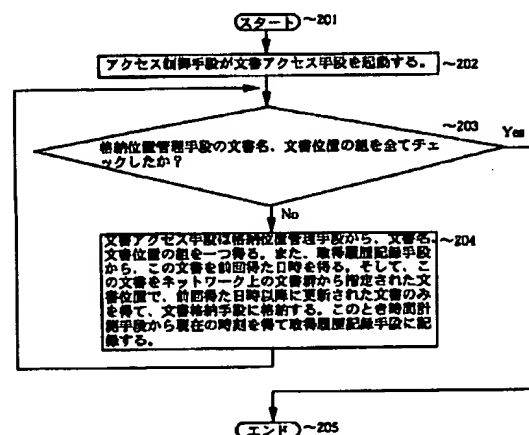 スタート ~201
アクセス制御手段が文書アクセス手段を起動する。 ~202
~203
Yes
格納位置管理手段の文書名、文書位置の組を全てチェ
ックしたか？
No
~204
文書アクセス手段は格納位置管理手段から、文書名、
文書位置の組を一つ得る。また、取得履歴記録手段
から、この文書を前回得た日時を得る。そして、こ
の文書をネットワーク上の文書群から指定された文
書位置で、前回得た日時以降に更新された文書のみ
を得て、文書格納手段に格納する。このとき時間計
測手段から現在の時刻を得て取得履歴記録手段に記
録する。
エンド ~205